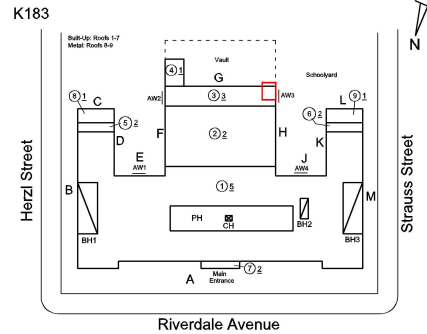 K183
N
Built-Up: Roofs 1-7
Metal: Roofs 8-9
Vault
Schoolyard
4 1
G
8 1
C
AW2
3 3
AW3
L
9 1
5 2
D
F
2 2
H
6 2
K
E
AW1
J
AW4
Herzl Street
B
1 5
M
Strauss Street
PH
CH
BH1
BH2
BH3
7 2
A
Main
Entrance
Riverdale Avenue